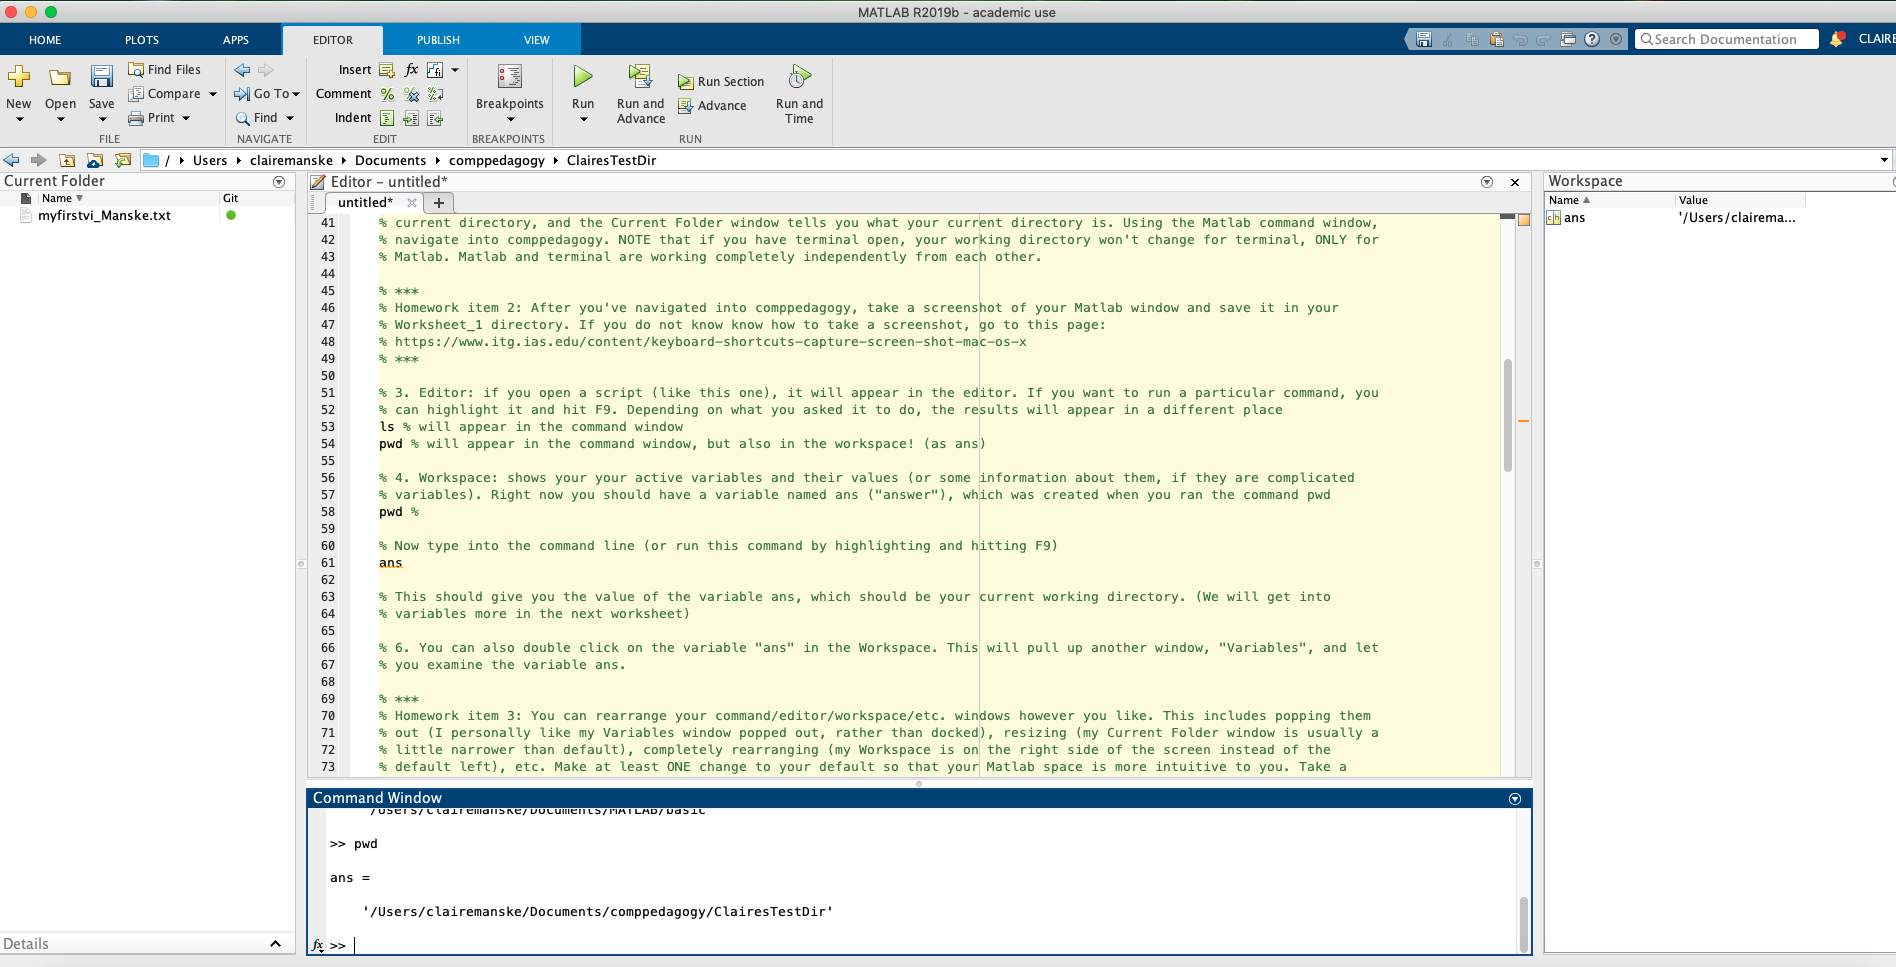 MATLAB R2019b - academic use
HOME PLOTS APPS EDITOR PUBLISH VIEW
Search Documentation
CLAIRE
New Open Save
Find Files
Compare
Print
FILE
Go To
Find
NAVIGATE
Insert fx
Comment
Indent
EDIT
Breakpoints
BREAKPOINTS
Run
Run and Advance
Run Section
Advance
Run and Time
RUN
/ Users clairemanske Documents comppedagogy ClairesTestDir
Current Folder
Name Git
myfirstvi_Manske.txt
Details
Editor - untitled*
untitled* +
41 % current directory, and the Current Folder window tells you what your current directory is. Using the Matlab command window,
42 % navigate into comppedagogy. NOTE that if you have terminal open, your working directory won't change for terminal, ONLY for
43 % Matlab. Matlab and terminal are working completely independently from each other.
44
45 % ***
46 % Homework item 2: After you've navigated into comppedagogy, take a screenshot of your Matlab window and save it in your
47 % Worksheet_1 directory. If you do not know know how to take a screenshot, go to this page:
48 % https://www.itg.ias.edu/content/keyboard-shortcuts-capture-screen-shot-mac-os-x
49 % ***
50
51 % 3. Editor: if you open a script (like this one), it will appear in the editor. If you want to run a particular command, you
52 % can highlight it and hit F9. Depending on what you asked it to do, the results will appear in a different place
53 ls % will appear in the command window
54 pwd % will appear in the command window, but also in the workspace! (as ans)
55
56 % 4. Workspace: shows your your active variables and their values (or some information about them, if they are complicated
57 % variables). Right now you should have a variable named ans ("answer"), which was created when you ran the command pwd
58 pwd %
59
60 % Now type into the command line (or run this command by highlighting and hitting F9)
61 ans
62
63 % This should give you the value of the variable ans, which should be your current working directory. (We will get into
64 % variables more in the next worksheet)
65
66 % 6. You can also double click on the variable "ans" in the Workspace. This will pull up another window, "Variables", and let
67 % you examine the variable ans.
68
69 % ***
70 % Homework item 3: You can rearrange your command/editor/workspace/etc. windows however you like. This includes popping them
71 % out (I personally like my Variables window popped out, rather than docked), resizing (my Current Folder window is usually a
72 % little narrower than default), completely rearranging (my Workspace is on the right side of the screen instead of the
73 % default left), etc. Make at least ONE change to your default so that your Matlab space is more intuitive to you. Take a
Command Window
'/Users/clairemanske/Documents/MATLAB/basic
>> pwd
ans =
'/Users/clairemanske/Documents/comppedagogy/ClairesTestDir'
fx >>
Workspace
Name Value
ans '/Users/clairema...